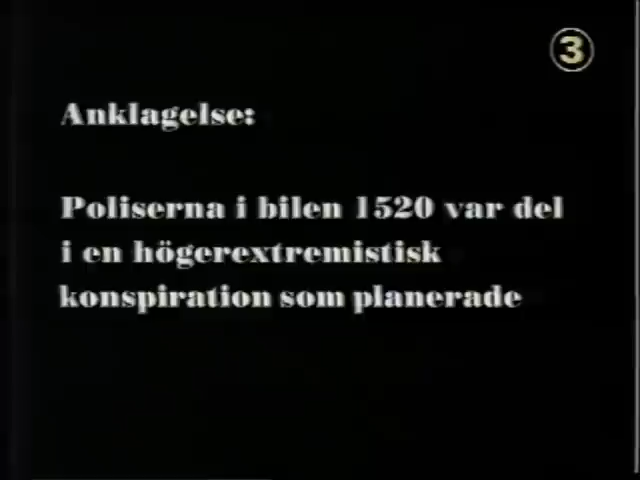 3
Anklagelse:
Poliserna i bilen 1520 var del
i en högerextremistisk
konspiration som planerade